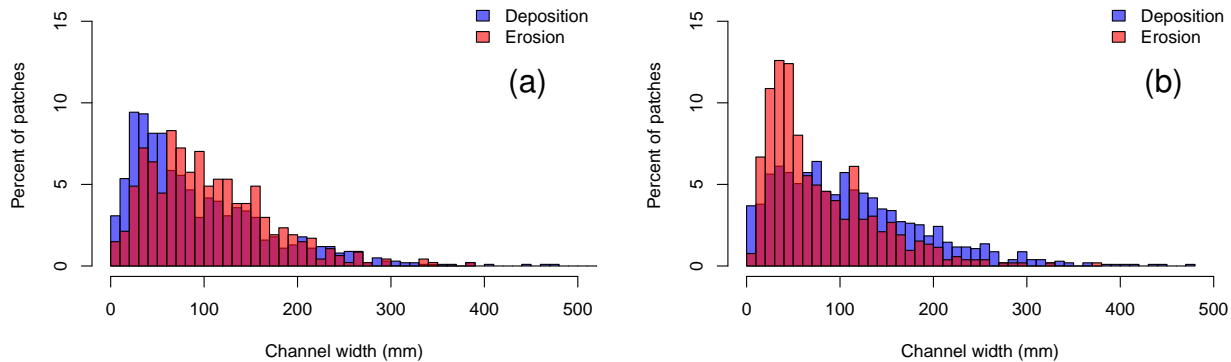 Deposition
Erosion
(a)
Percent of patches
15
10
5
0
0 100 200 300 400 500
Channel width (mm)
Deposition
Erosion
(b)
Percent of patches
15
10
5
0
0 100 200 300 400 500
Channel width (mm)